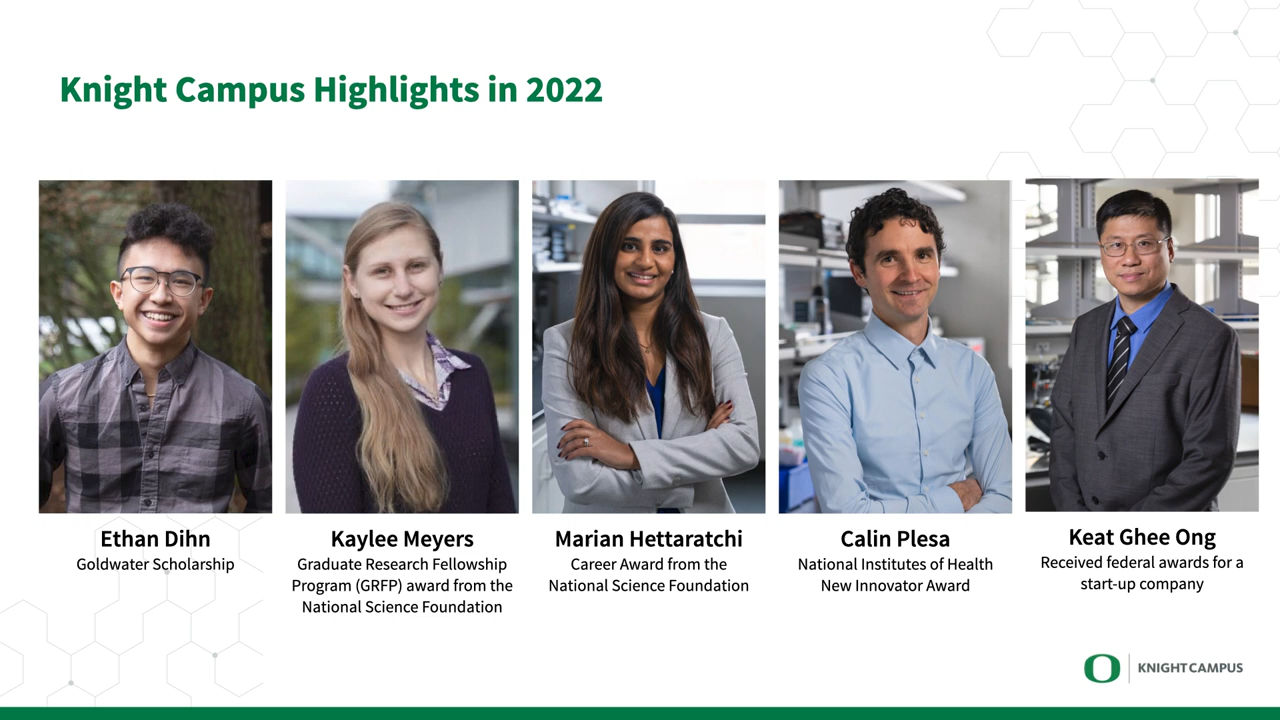 Knight Campus Highlights in 2022
Ethan Dihn
Goldwater Scholarship
Kaylee Meyers
Graduate Research Fellowship
Program (GRFP) award from the
National Science Foundation
Marian Hettaratchi
Career Award from the
National Science Foundation
Calin Plesa
National Institutes of Health
New Innovator Award
Keat Ghee Ong
Received federal awards for a
start-up company
O KNIGHT CAMPUS